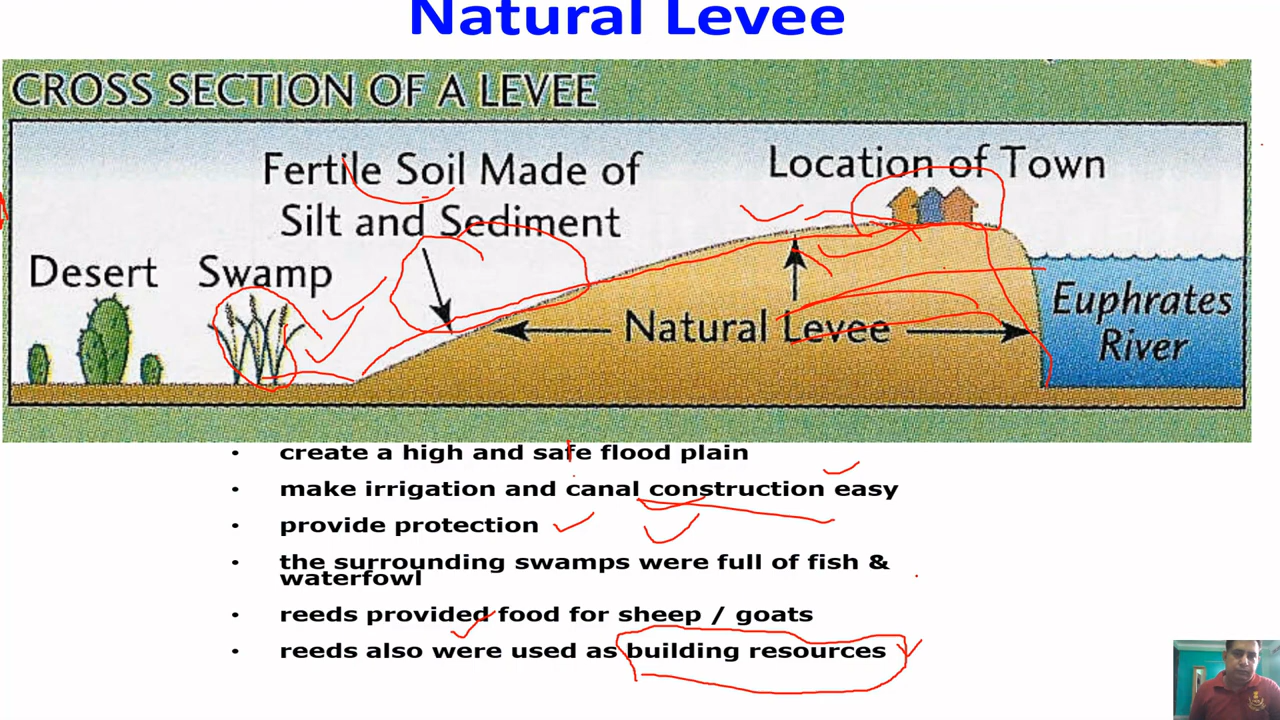 Natural Levee
CROSS SECTION OF A LEVEE
Fertile Soil Made of
Silt and Sediment
Location of Town
Desert
Swamp
Natural Levee
Euphrates
River
• create a high and safe flood plain
• make irrigation and canal construction easy
• provide protection
• the surrounding swamps were full of fish &
waterfowl
• reeds provided food for sheep / goats
• reeds also were used as building resources